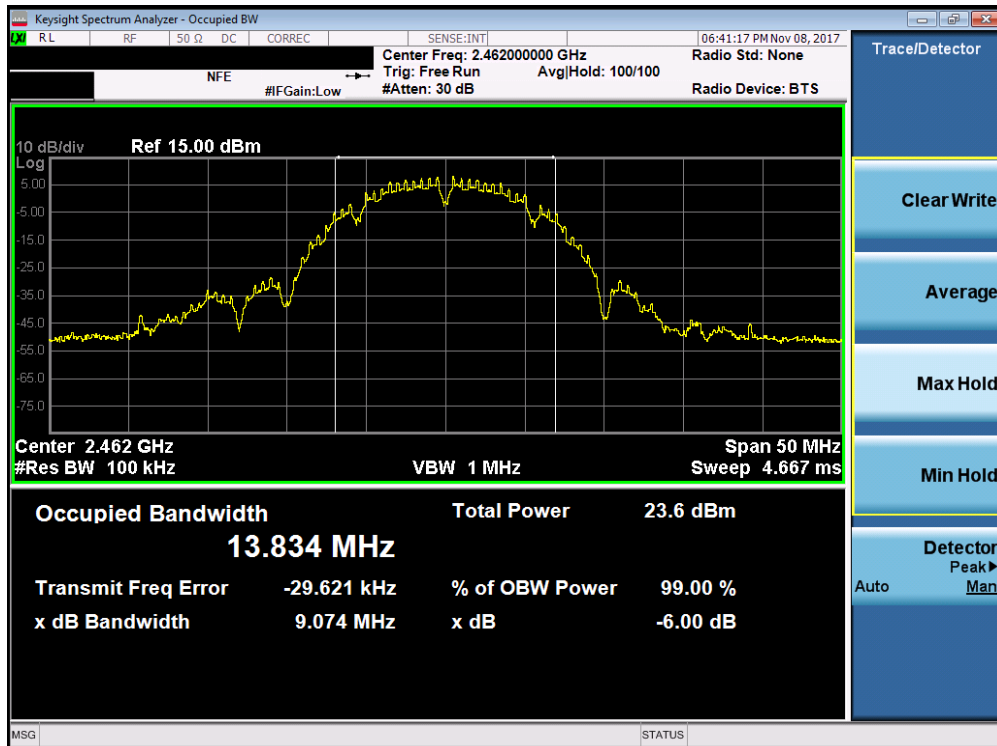 Keysight Spectrum Analyzer - Occupied BW
LXI RL RF 50 Ω DC CORREC SENSE:INT 06:41:17 PM Nov 08, 2017
Center Freq: 2.462000000 GHz Radio Std: None
NFE Trig: Free Run Avg|Hold: 100/100
#IFGain:Low #Atten: 30 dB Radio Device: BTS
10 dB/div Ref 15.00 dBm
Log
5.00
-5.00
-15.0
-25.0
-35.0
-45.0
-55.0
-65.0
-75.0
Center 2.462 GHz Span 50 MHz
#Res BW 100 kHz VBW 1 MHz Sweep 4.667 ms
Occupied Bandwidth Total Power 23.6 dBm
13.834 MHz
Transmit Freq Error -29.621 kHz % of OBW Power 99.00 %
x dB Bandwidth 9.074 MHz x dB -6.00 dB
Trace/Detector
Clear Write
Average
Max Hold
Min Hold
Detector
Peak▶
Auto Man
MSG STATUS